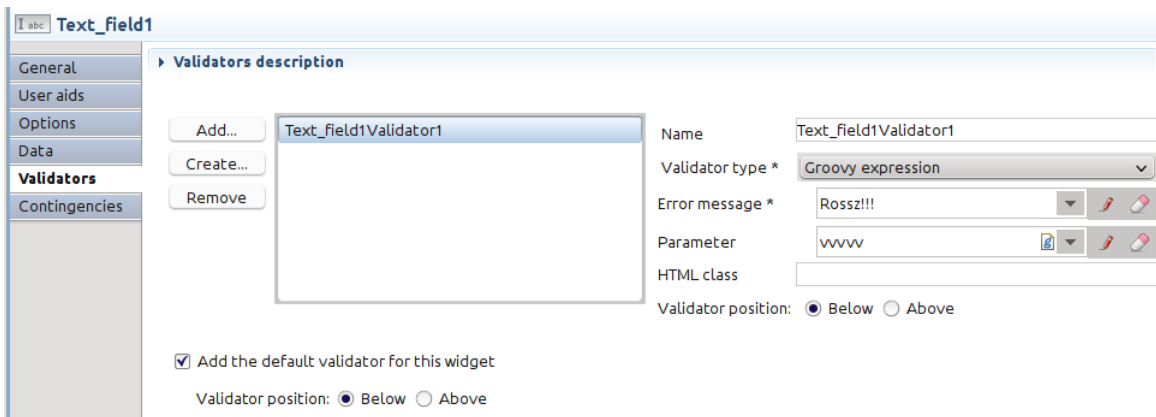 I abc Text_field1
General
User aids
Options
Data
Validators
Contingencies
Validators description
Add...
Create...
Remove
Text_field1Validator1
Name Text_field1Validator1
Validator type * Groovy expression
Error message * Rossz!!!
Parameter vvvvv
HTML class
Validator position: Below Above
Add the default validator for this widget
Validator position: Below Above